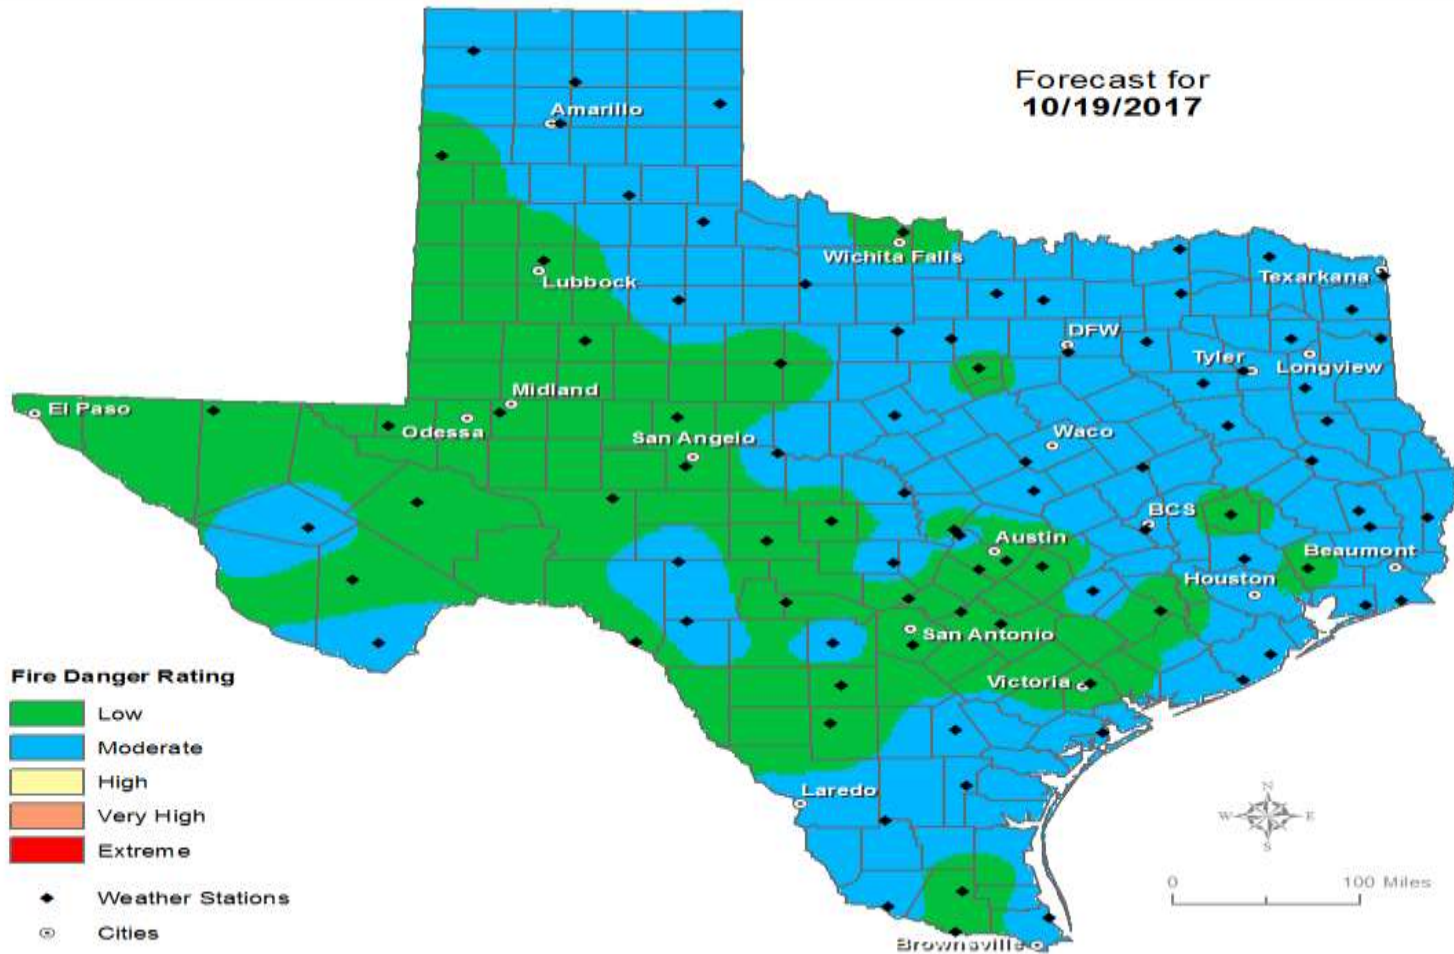 Forecast for
10/19/2017
Amarillo
Wichita Falls
Lubbock
Texarkana
DFW
Tyler
Longview
El Paso
Midland
Odessa
San Angelo
Waco
BCS
Austin
Beaumont
Houston
San Antonio
Victoria
Laredo
Brownsville
Fire Danger Rating
Low
Moderate
High
Very High
Extreme
Weather Stations
Cities
N
W E
S
0 100 Miles